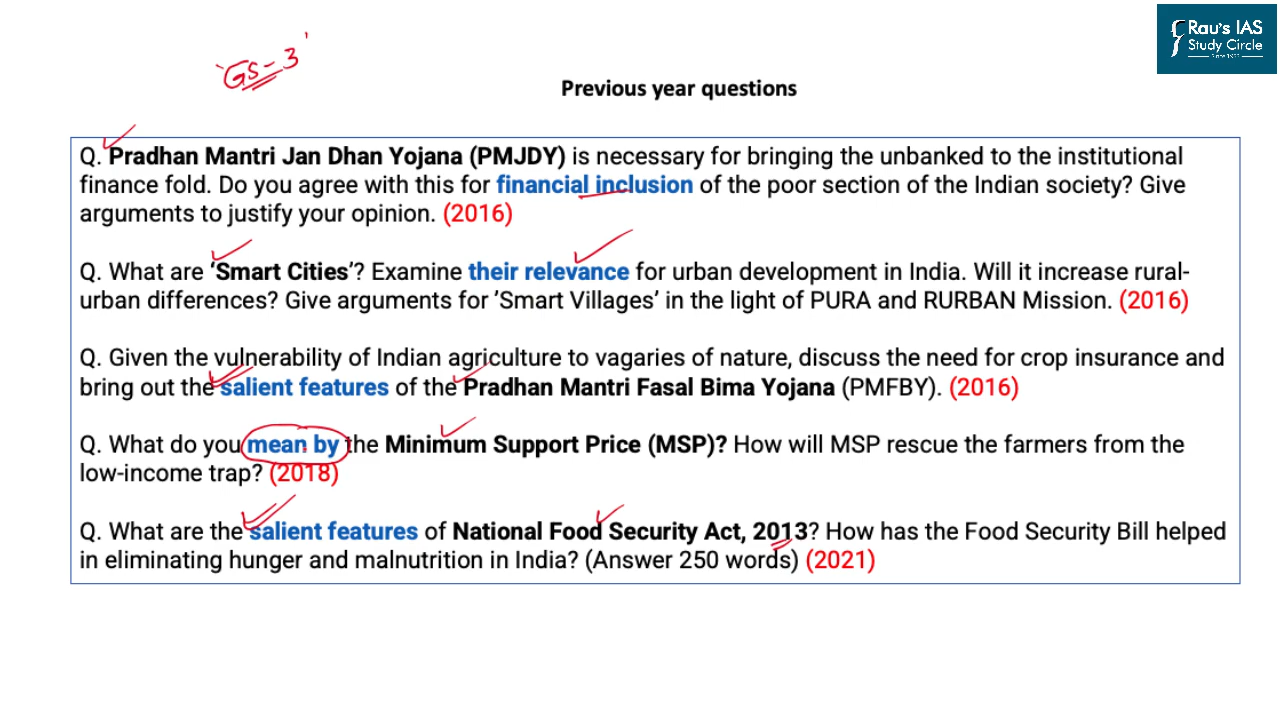 Rau's IAS
Study Circle
Since 1953
'GS-3'
Previous year questions
Q. Pradhan Mantri Jan Dhan Yojana (PMJDY) is necessary for bringing the unbanked to the institutional
finance fold. Do you agree with this for financial inclusion of the poor section of the Indian society? Give
arguments to justify your opinion. (2016)
Q. What are ‘Smart Cities’? Examine their relevance for urban development in India. Will it increase rural-
urban differences? Give arguments for ’Smart Villages’ in the light of PURA and RURBAN Mission. (2016)
Q. Given the vulnerability of Indian agriculture to vagaries of nature, discuss the need for crop insurance and
bring out the salient features of the Pradhan Mantri Fasal Bima Yojana (PMFBY). (2016)
Q. What do you mean by the Minimum Support Price (MSP)? How will MSP rescue the farmers from the
low-income trap? (2018)
Q. What are the salient features of National Food Security Act, 2013? How has the Food Security Bill helped
in eliminating hunger and malnutrition in India? (Answer 250 words) (2021)